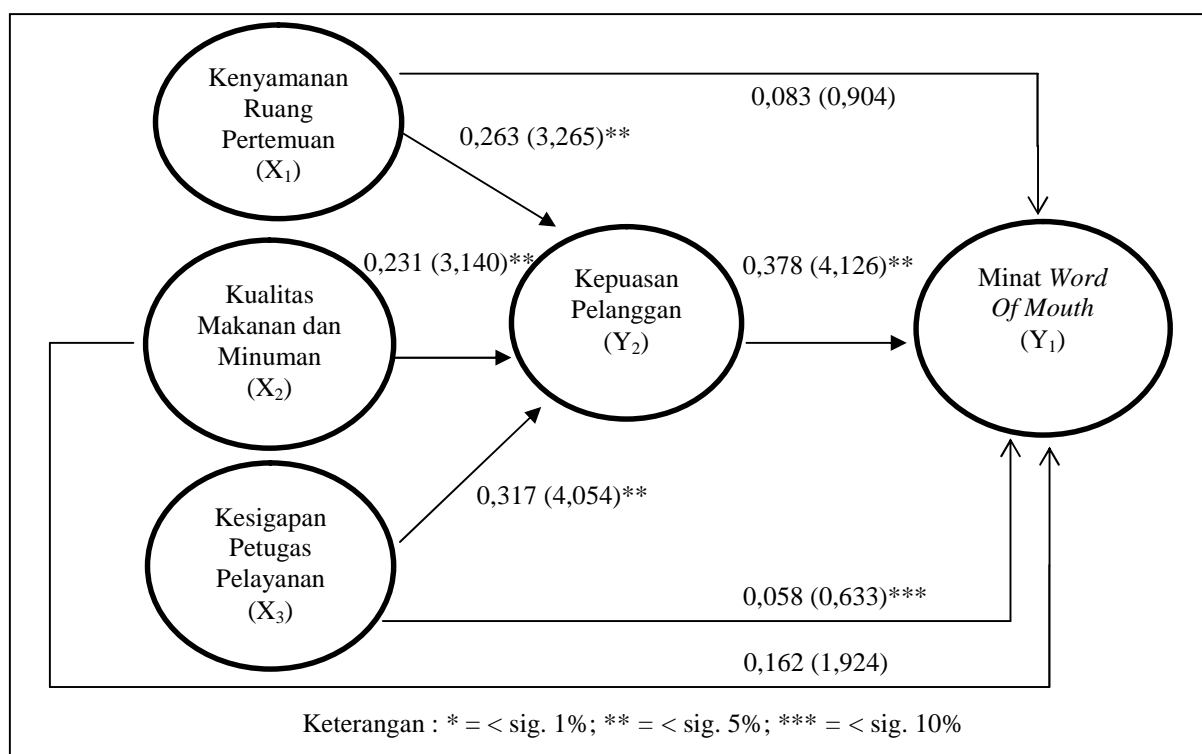 Kenyamanan
Ruang
Pertemuan
(X₁)
0,083 (0,904)
0,263 (3,265)**
Kualitas
Makanan dan
Minuman
(X₂)
0,231 (3,140)**
Kepuasan
Pelanggan
(Y₂)
0,378 (4,126)**
Minat Word
Of Mouth
(Y₁)
Kesigapan
Petugas
Pelayanan
(X₃)
0,317 (4,054)**
0,058 (0,633)***
0,162 (1,924)
Keterangan : * = < sig. 1%; ** = < sig. 5%; *** = < sig. 10%